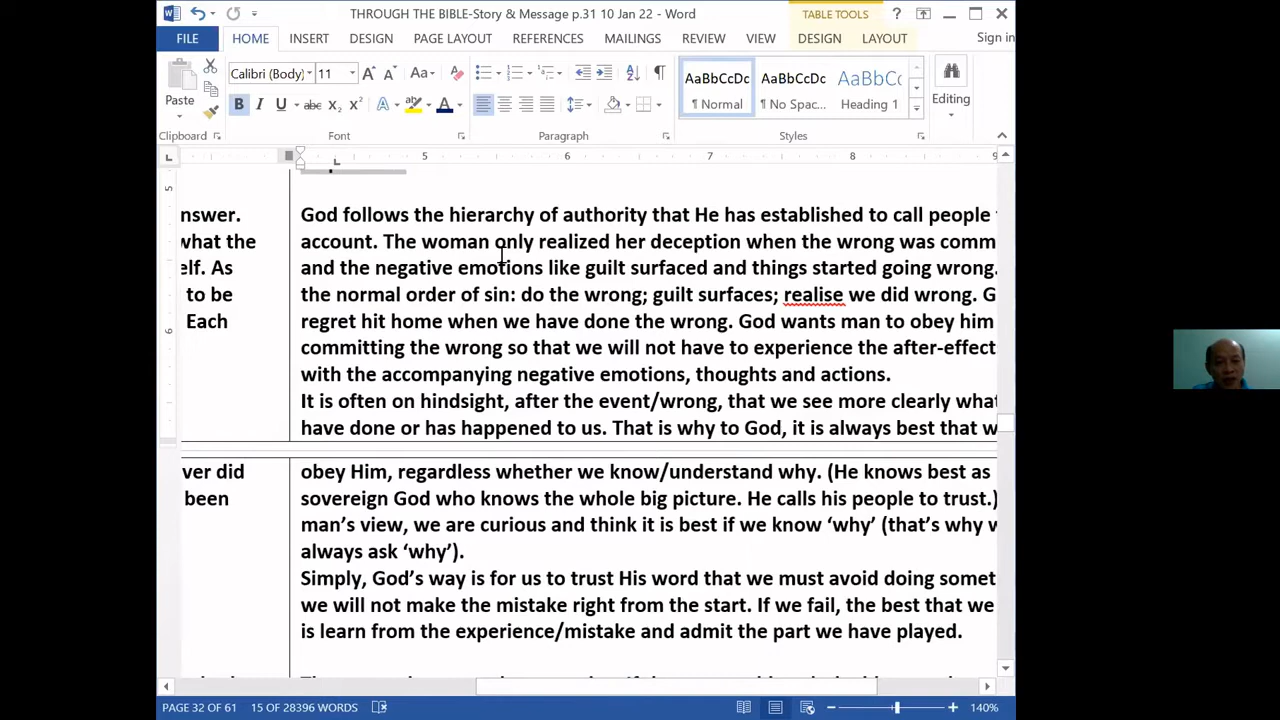 THROUGH THE BIBLE-Story & Message p.31 10 Jan 22 - Word
TABLE TOOLS
FILE HOME INSERT DESIGN PAGE LAYOUT REFERENCES MAILINGS REVIEW VIEW DESIGN LAYOUT Sign in
Calibri (Body) 11
Paste
AaBbCcDc AaBbCcDc AaBbCc
¶ Normal ¶ No Spac... Heading 1
Editing
Clipboard Font Paragraph Styles
5 6 7 8 9
nswer.
what the
elf. As
to be
Each
God follows the hierarchy of authority that He has established to call people
account. The woman only realized her deception when the wrong was comm
and the negative emotions like guilt surfaced and things started going wrong.
the normal order of sin: do the wrong; guilt surfaces; realise we did wrong. G
regret hit home when we have done the wrong. God wants man to obey him
committing the wrong so that we will not have to experience the after-effect
with the accompanying negative emotions, thoughts and actions.
It is often on hindsight, after the event/wrong, that we see more clearly what
have done or has happened to us. That is why to God, it is always best that w
ver did
been
obey Him, regardless whether we know/understand why. (He knows best as
sovereign God who knows the whole big picture. He calls his people to trust.)
man's view, we are curious and think it is best if we know 'why' (that's why w
always ask 'why').
Simply, God's way is for us to trust His word that we must avoid doing somet
we will not make the mistake right from the start. If we fail, the best that we
is learn from the experience/mistake and admit the part we have played.
PAGE 32 OF 61 15 OF 28396 WORDS 140%